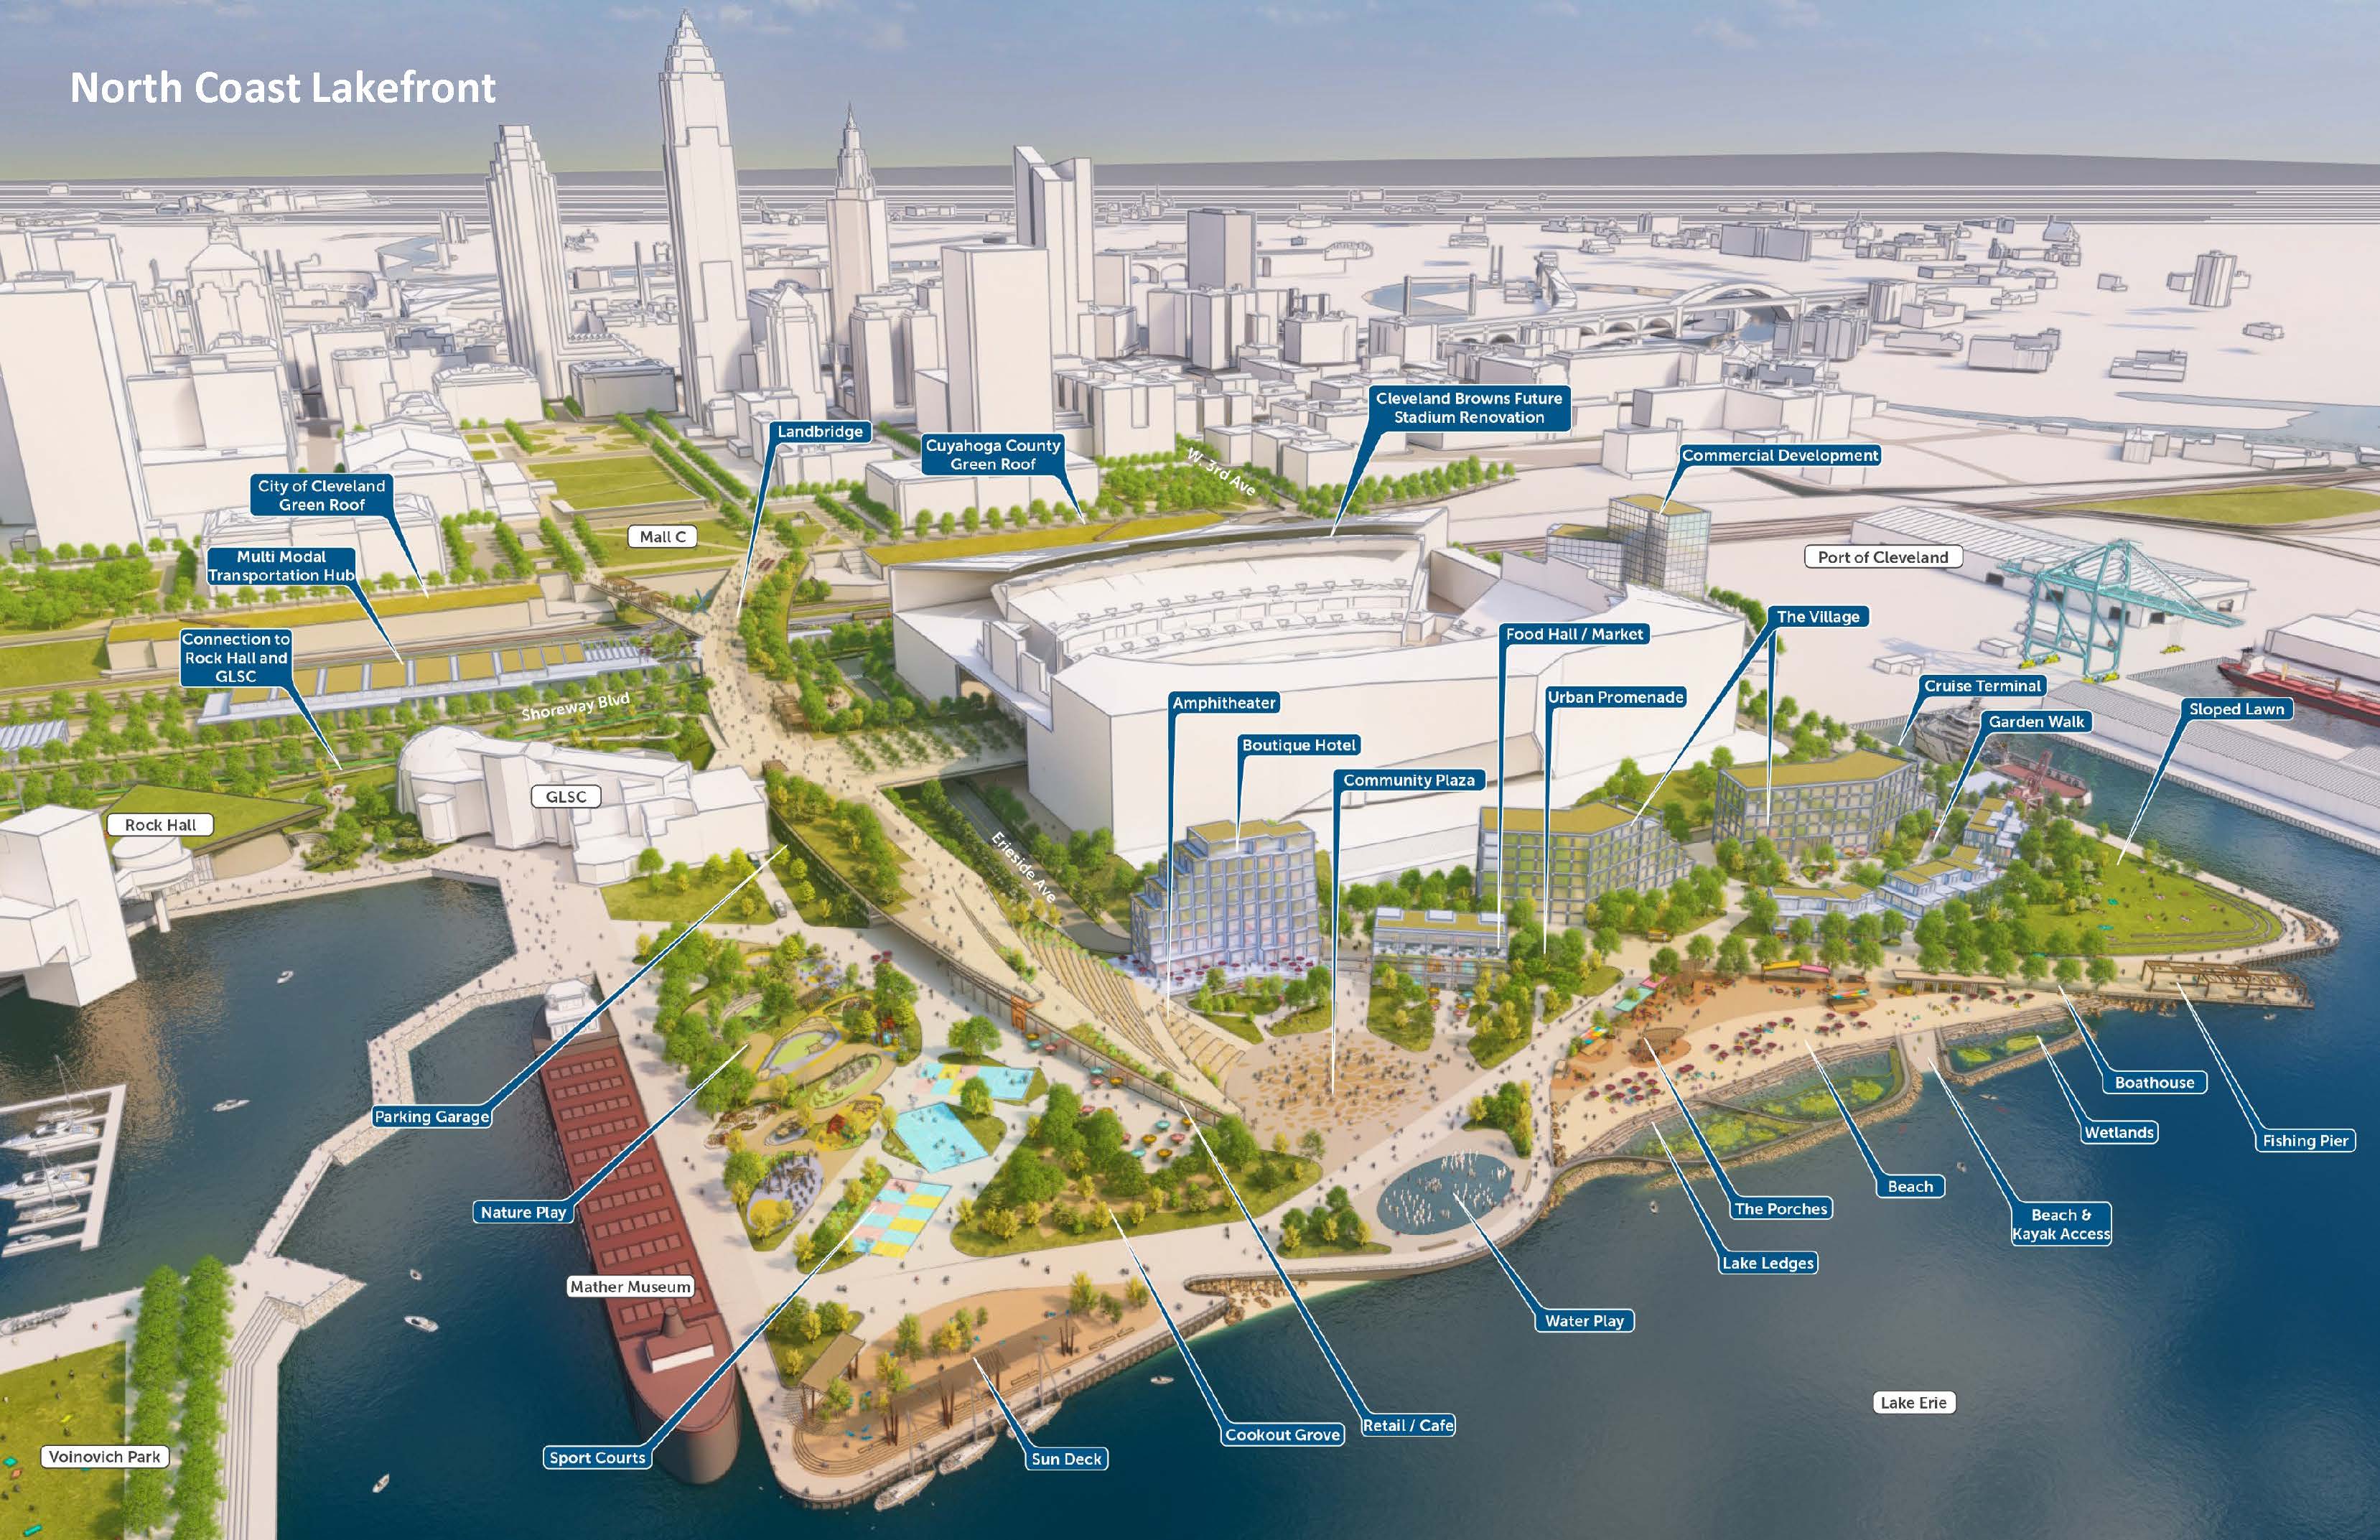 North Coast Lakefront
Cleveland Browns Future
Stadium Renovation
Landbridge
Cuyahoga County
Green Roof
W. 3rd Ave
Commercial Development
City of Cleveland
Green Roof
Mall C
Port of Cleveland
Multi Modal
Transportation Hub
The Village
Food Hall / Market
Connection to
Rock Hall and
GLSC
Cruise Terminal
Urban Promenade
Amphitheater
Shoreway Blvd
Sloped Lawn
Garden Walk
Boutique Hotel
Community Plaza
GLSC
Rock Hall
Erieside Ave
Boathouse
Parking Garage
Wetlands
Fishing Pier
Beach
The Porches
Nature Play
Beach &
Kayak Access
Lake Ledges
Mather Museum
Water Play
Lake Erie
Retail / Cafe
Cookout Grove
Voinovich Park
Sport Courts
Sun Deck